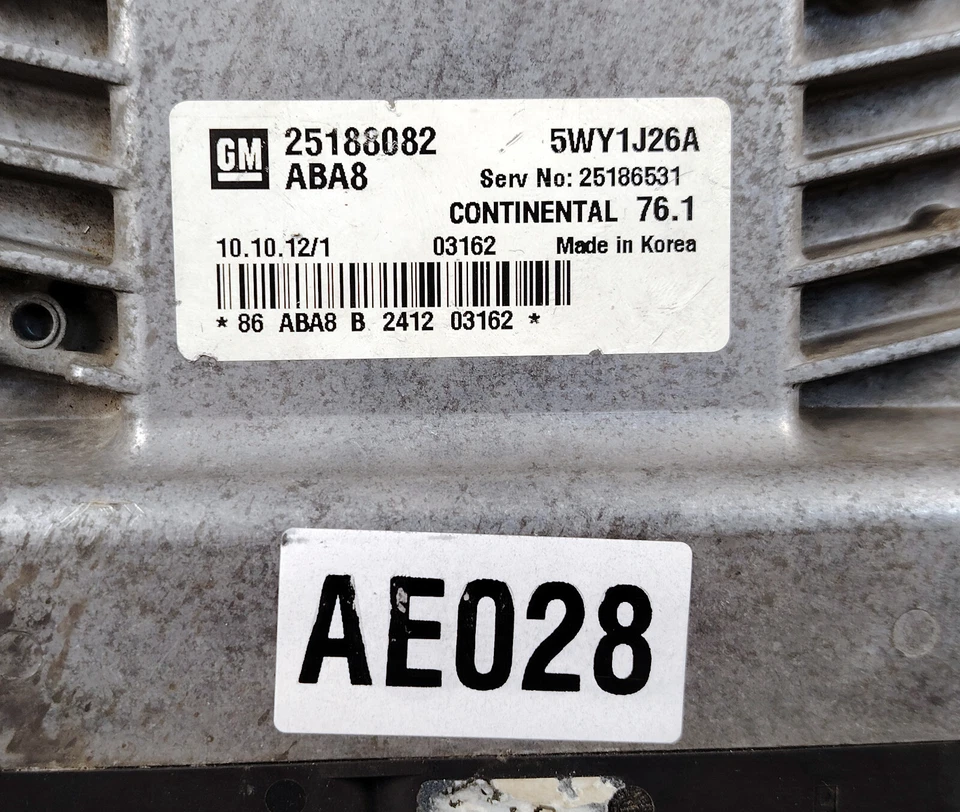 GM 25188082 5WY1J26A
ABA8 Serv No: 25186531
CONTINENTAL 76.1
10.10.12/1 03162 Made in Korea
* 86 ABA8 B 2412 03162 *
AE028